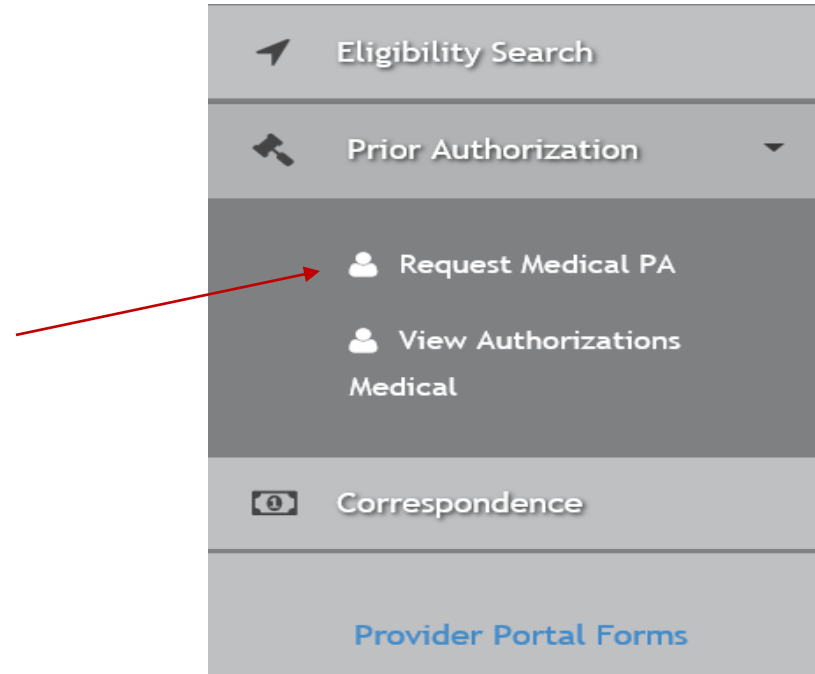 Eligibility Search
Prior Authorization
Request Medical PA
View Authorizations
Medical
Correspondence
Provider Portal Forms